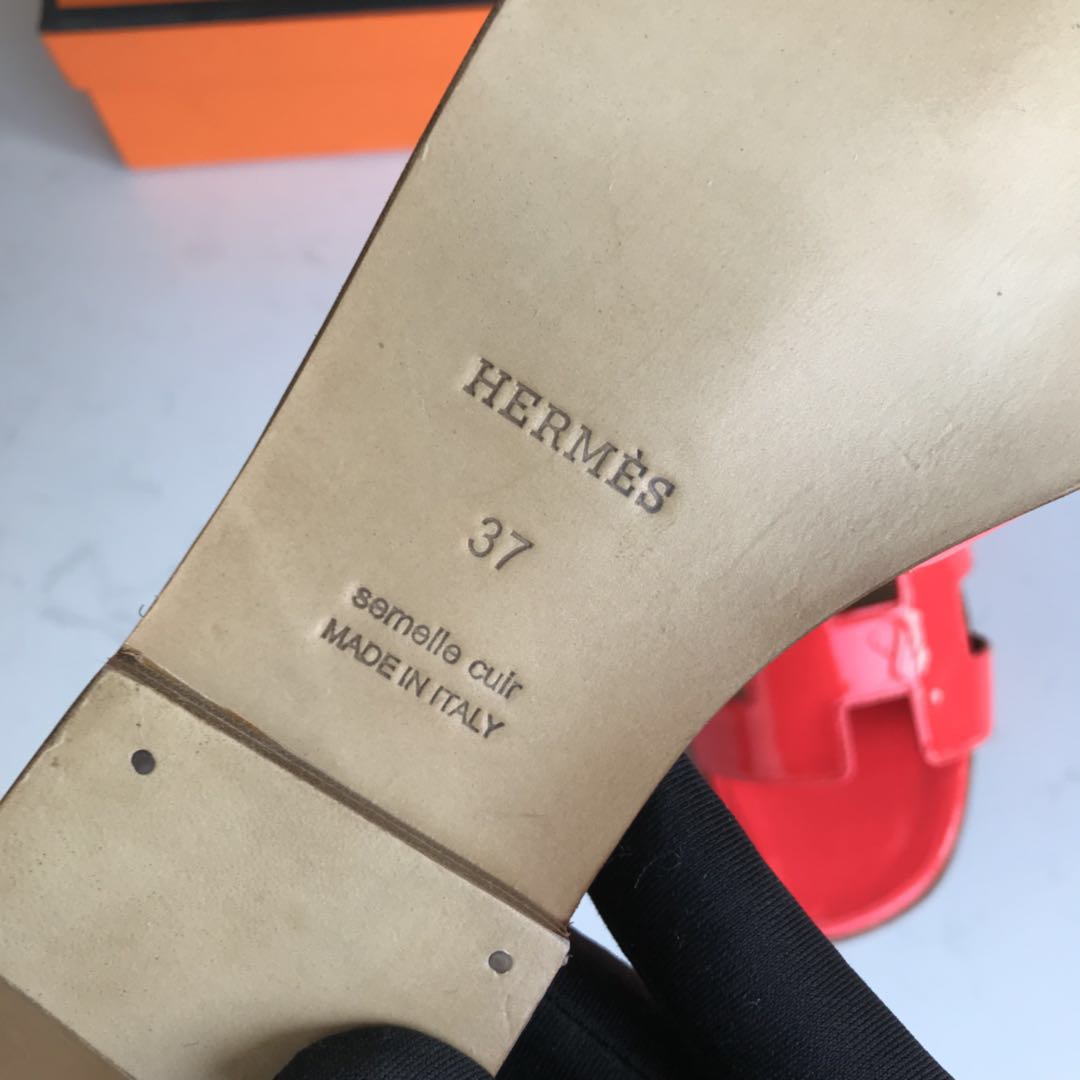 HERMÈS
37
semelle cuir
MADE IN ITALY